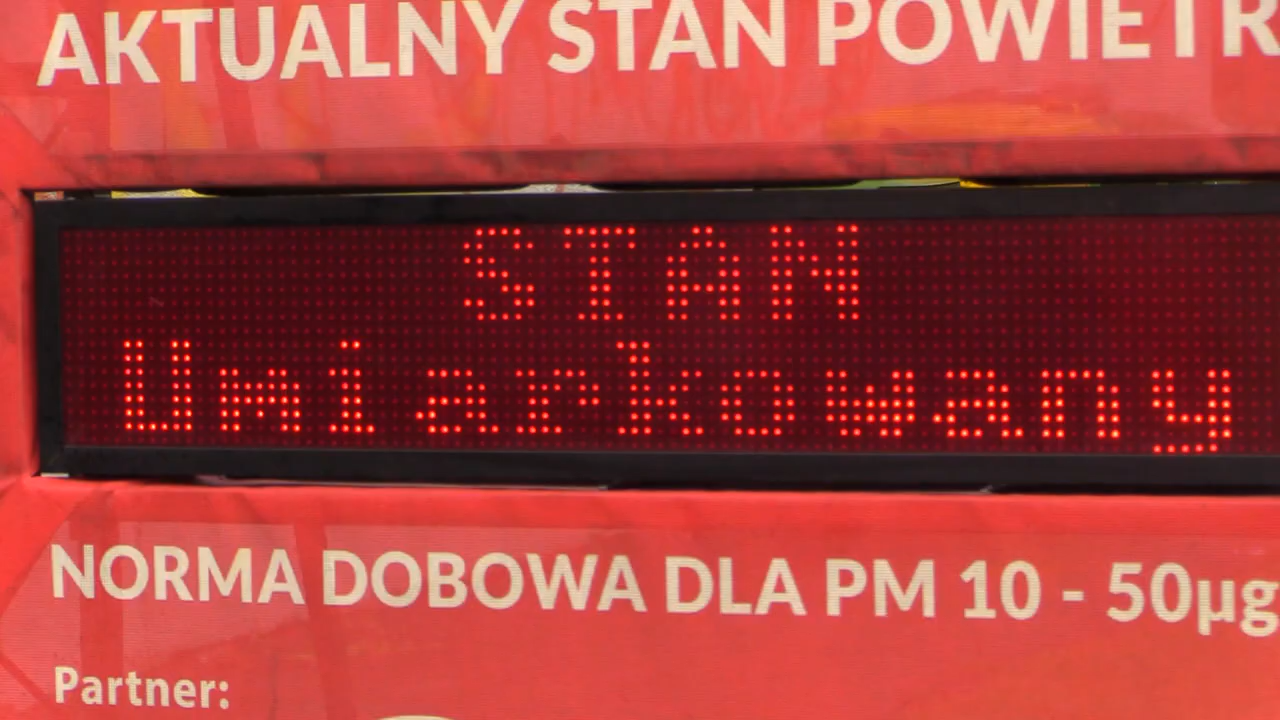 AKTUALNY STAN POWIETR
STAN
Umiarkowany
NORMA DOBOWA DLA PM 10 - 50µg
Partner: